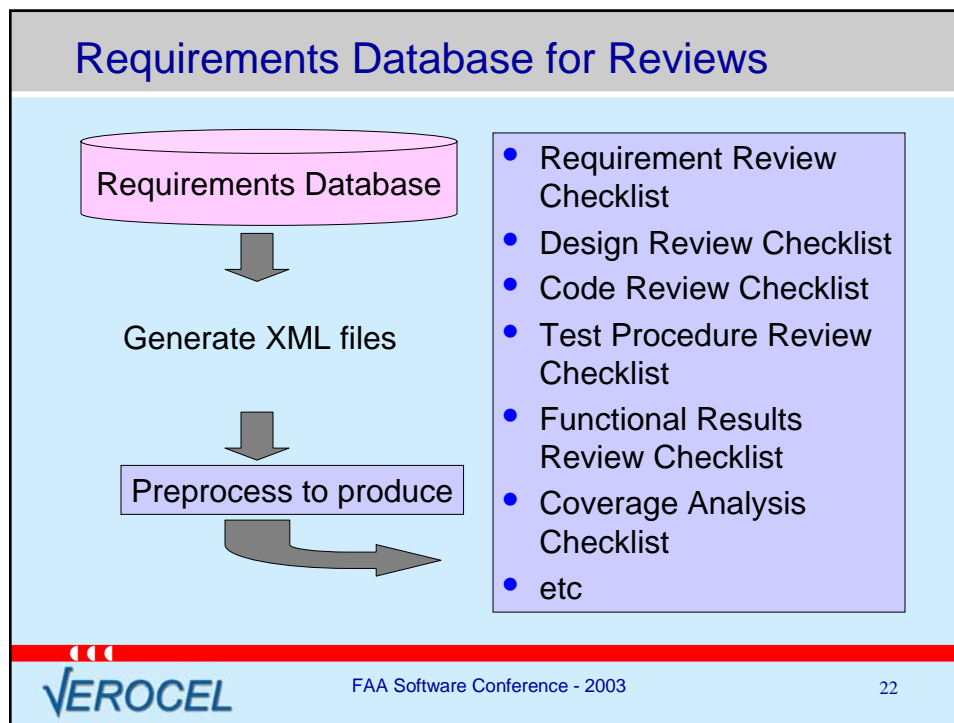 Requirements Database for Reviews
Requirements Database
Generate XML files
Preprocess to produce
• Requirement Review
Checklist
• Design Review Checklist
• Code Review Checklist
• Test Procedure Review
Checklist
• Functional Results
Review Checklist
• Coverage Analysis
Checklist
• etc
VEROCEL
FAA Software Conference - 2003
22